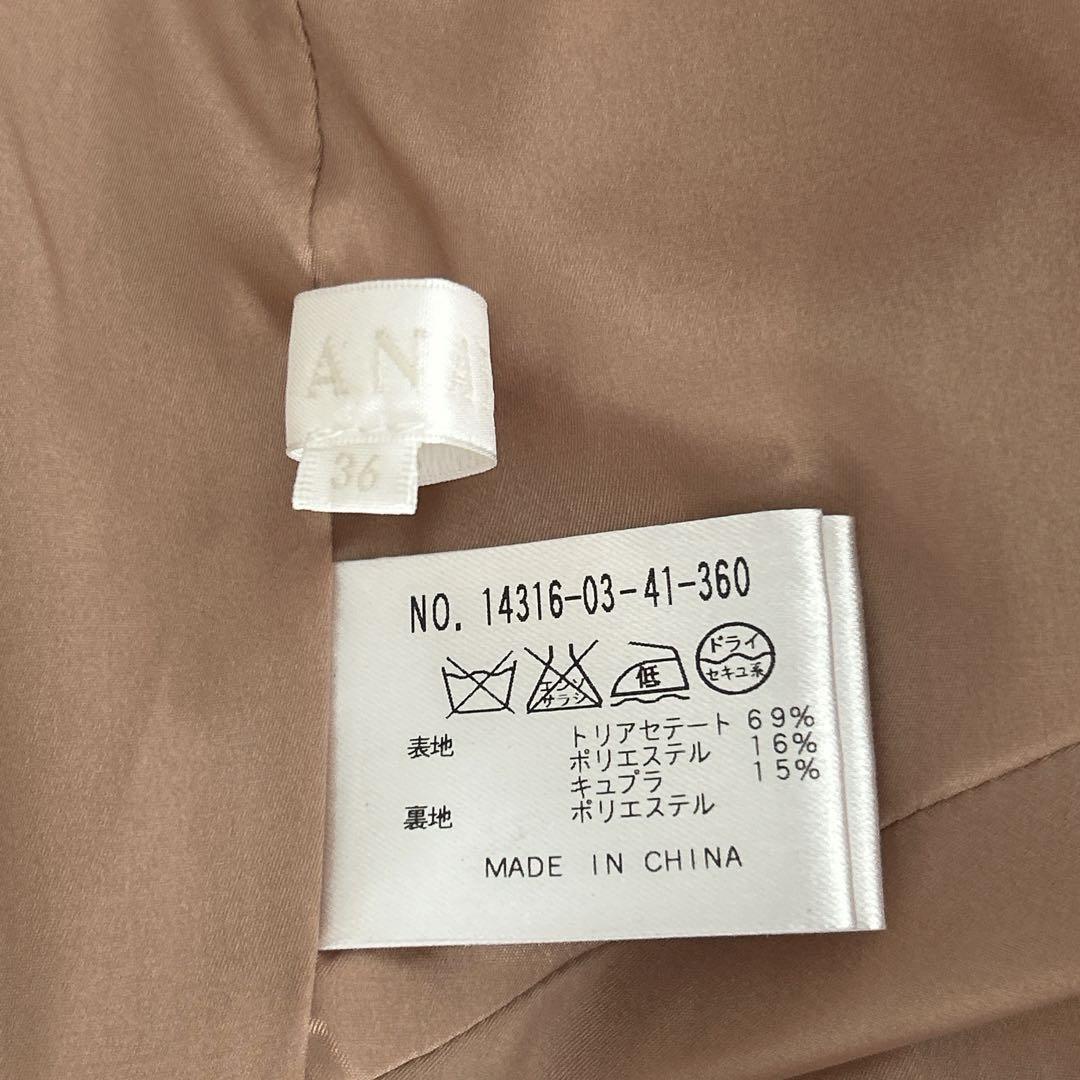 ANA
36
NO. 14316-03-41-360
エンソ
サラシ
低
ドライ
セキユ系
表地 トリアセテート 69%
ポリエステル 16%
キュプラ 15%
裏地 ポリエステル
MADE IN CHINA